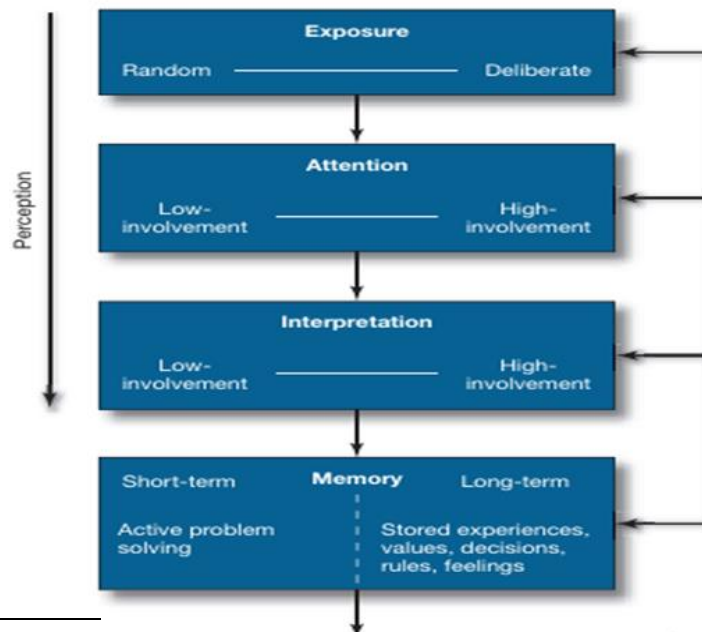 Perception
Exposure
Random Deliberate
Attention
Low- High-
involvement involvement
Interpretation
Low- High-
involvement involvement
Short-term Memory Long-term
Active problem Stored experiences,
solving values, decisions,
rules, feelings